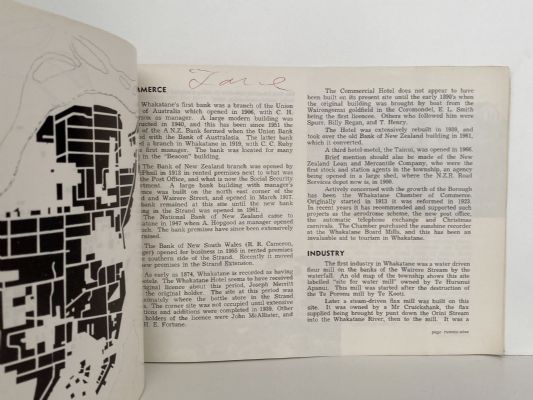 MMERCE
Whakatane's first bank was a branch of the Union
of Australia which opened in 1906, with C. H.
as manager. A large modern building was
in 1940, and this has since 1951 the
of the A.N.Z. Bank formed when the Union Bank
with the Bank of Australasia. The latter bank
a branch in Whakatane in 1919, with C. C. Ruby
first manager. The bank was located for many
in the "Beacon" building.
The Bank of New Zealand branch was opened by
in 1913 in rented premises next to what was
the Post Office, and what is now the Social Security
A large bank building with manager's
was built on the north east corner of the
and Wairere Street, and opened in March 1917.
bank remained at this site until the new bank
in the Strand was opened in 1961.
The National Bank of New Zealand came to
in 1947 when A. Hopgood as manager opened
The bank premises have since been extensively
The Bank of New South Wales (R. N. Cameron,
opened for business in 1965 in rented premises
southern side of the Strand. Recently it moved
new premises in the Strand Extension.
As early as 1874, Whakatane is recorded as having
The Whakatane Hotel seems to have received
licence about this period, Joseph Merritt
the original holder. The site at this period was
where the bottle store in the Strand
The corner site was not occupied until extensive
and additions were completed in 1939. Other
holders of the licence were John McAlister, and
H. E. Fortune.
The Commercial Hotel does not appear to have
been built on its present site until the early 1890's when
the original building was brought by boat from the
Wairongomai goldfield in the Coromandel, E. L. Smith
being the first licencee. Others who followed him were
Spurr, Billy Regan, and T. Heney.
The Hotel was extensively rebuilt in 1939, and
took over the old Bank of New Zealand building in 1961,
which it converted.
A third hotel-motel, the Tainui, was opened in 1966.
Brief mention should also be made of the New
Zealand Loan and Mercantile Company, who were the
first stock and station agents in the township, an agency
being opened in a large shed, where the N.Z.R. Road
Services depot now is, in 1906.
Actively concerned with the growth of the Borough
has been the Whakatane Chamber of Commerce.
Originally started in 1913 it was reformed in 1923.
In recent years it has recommended and supported such
projects as the aerodrome scheme, the new post office,
the automatic telephone exchange and Christmas
carnivals. The Chamber purchased the sunshine recorder
at the Whakatane Board Mills, and this has been an
invaluable aid to tourism in Whakatane.
INDUSTRY
The first industry in Whakatane was a water driven
flour mill on the banks of the Wairere Stream by the
waterfall. An old map of the township shows this site
labelled "site for water mill" owned by Te Hurunui
Apanui. This mill was started after the destruction of
the Te Poronu mill by Te Kooti.
Later a steam-driven flax mill was built on this
site. It was owned by a Mr Cruickshank, the flax
supplied being brought by punt down the Orini Stream
into the Whakatane River, then to the mill. It was a
page twenty-nine